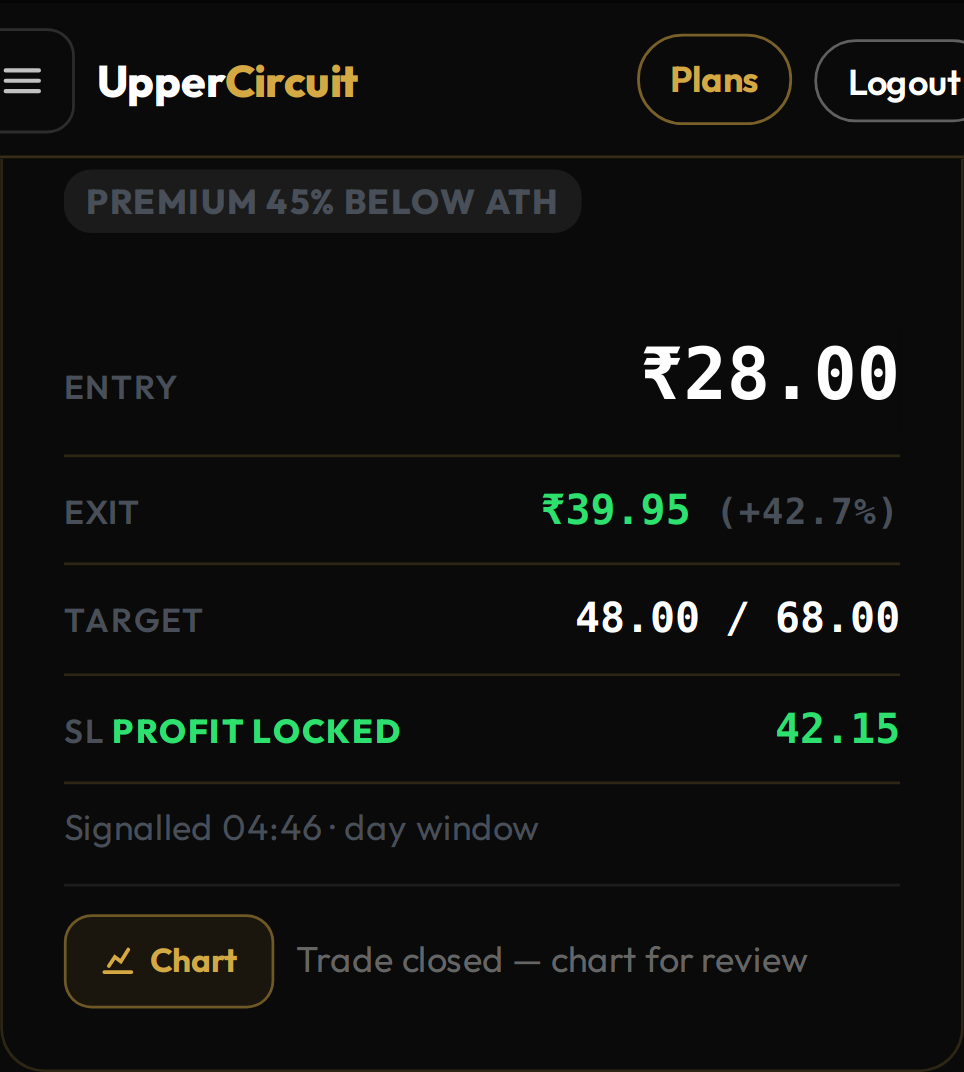 UpperCircuit Plans Logout
PREMIUM 45% BELOW ATH
ENTRY ₹28.00
EXIT ₹39.95 (+42.7%)
TARGET 48.00 / 68.00
SL PROFIT LOCKED 42.15
Signalled 04:46 · day window
Chart Trade closed — chart for review